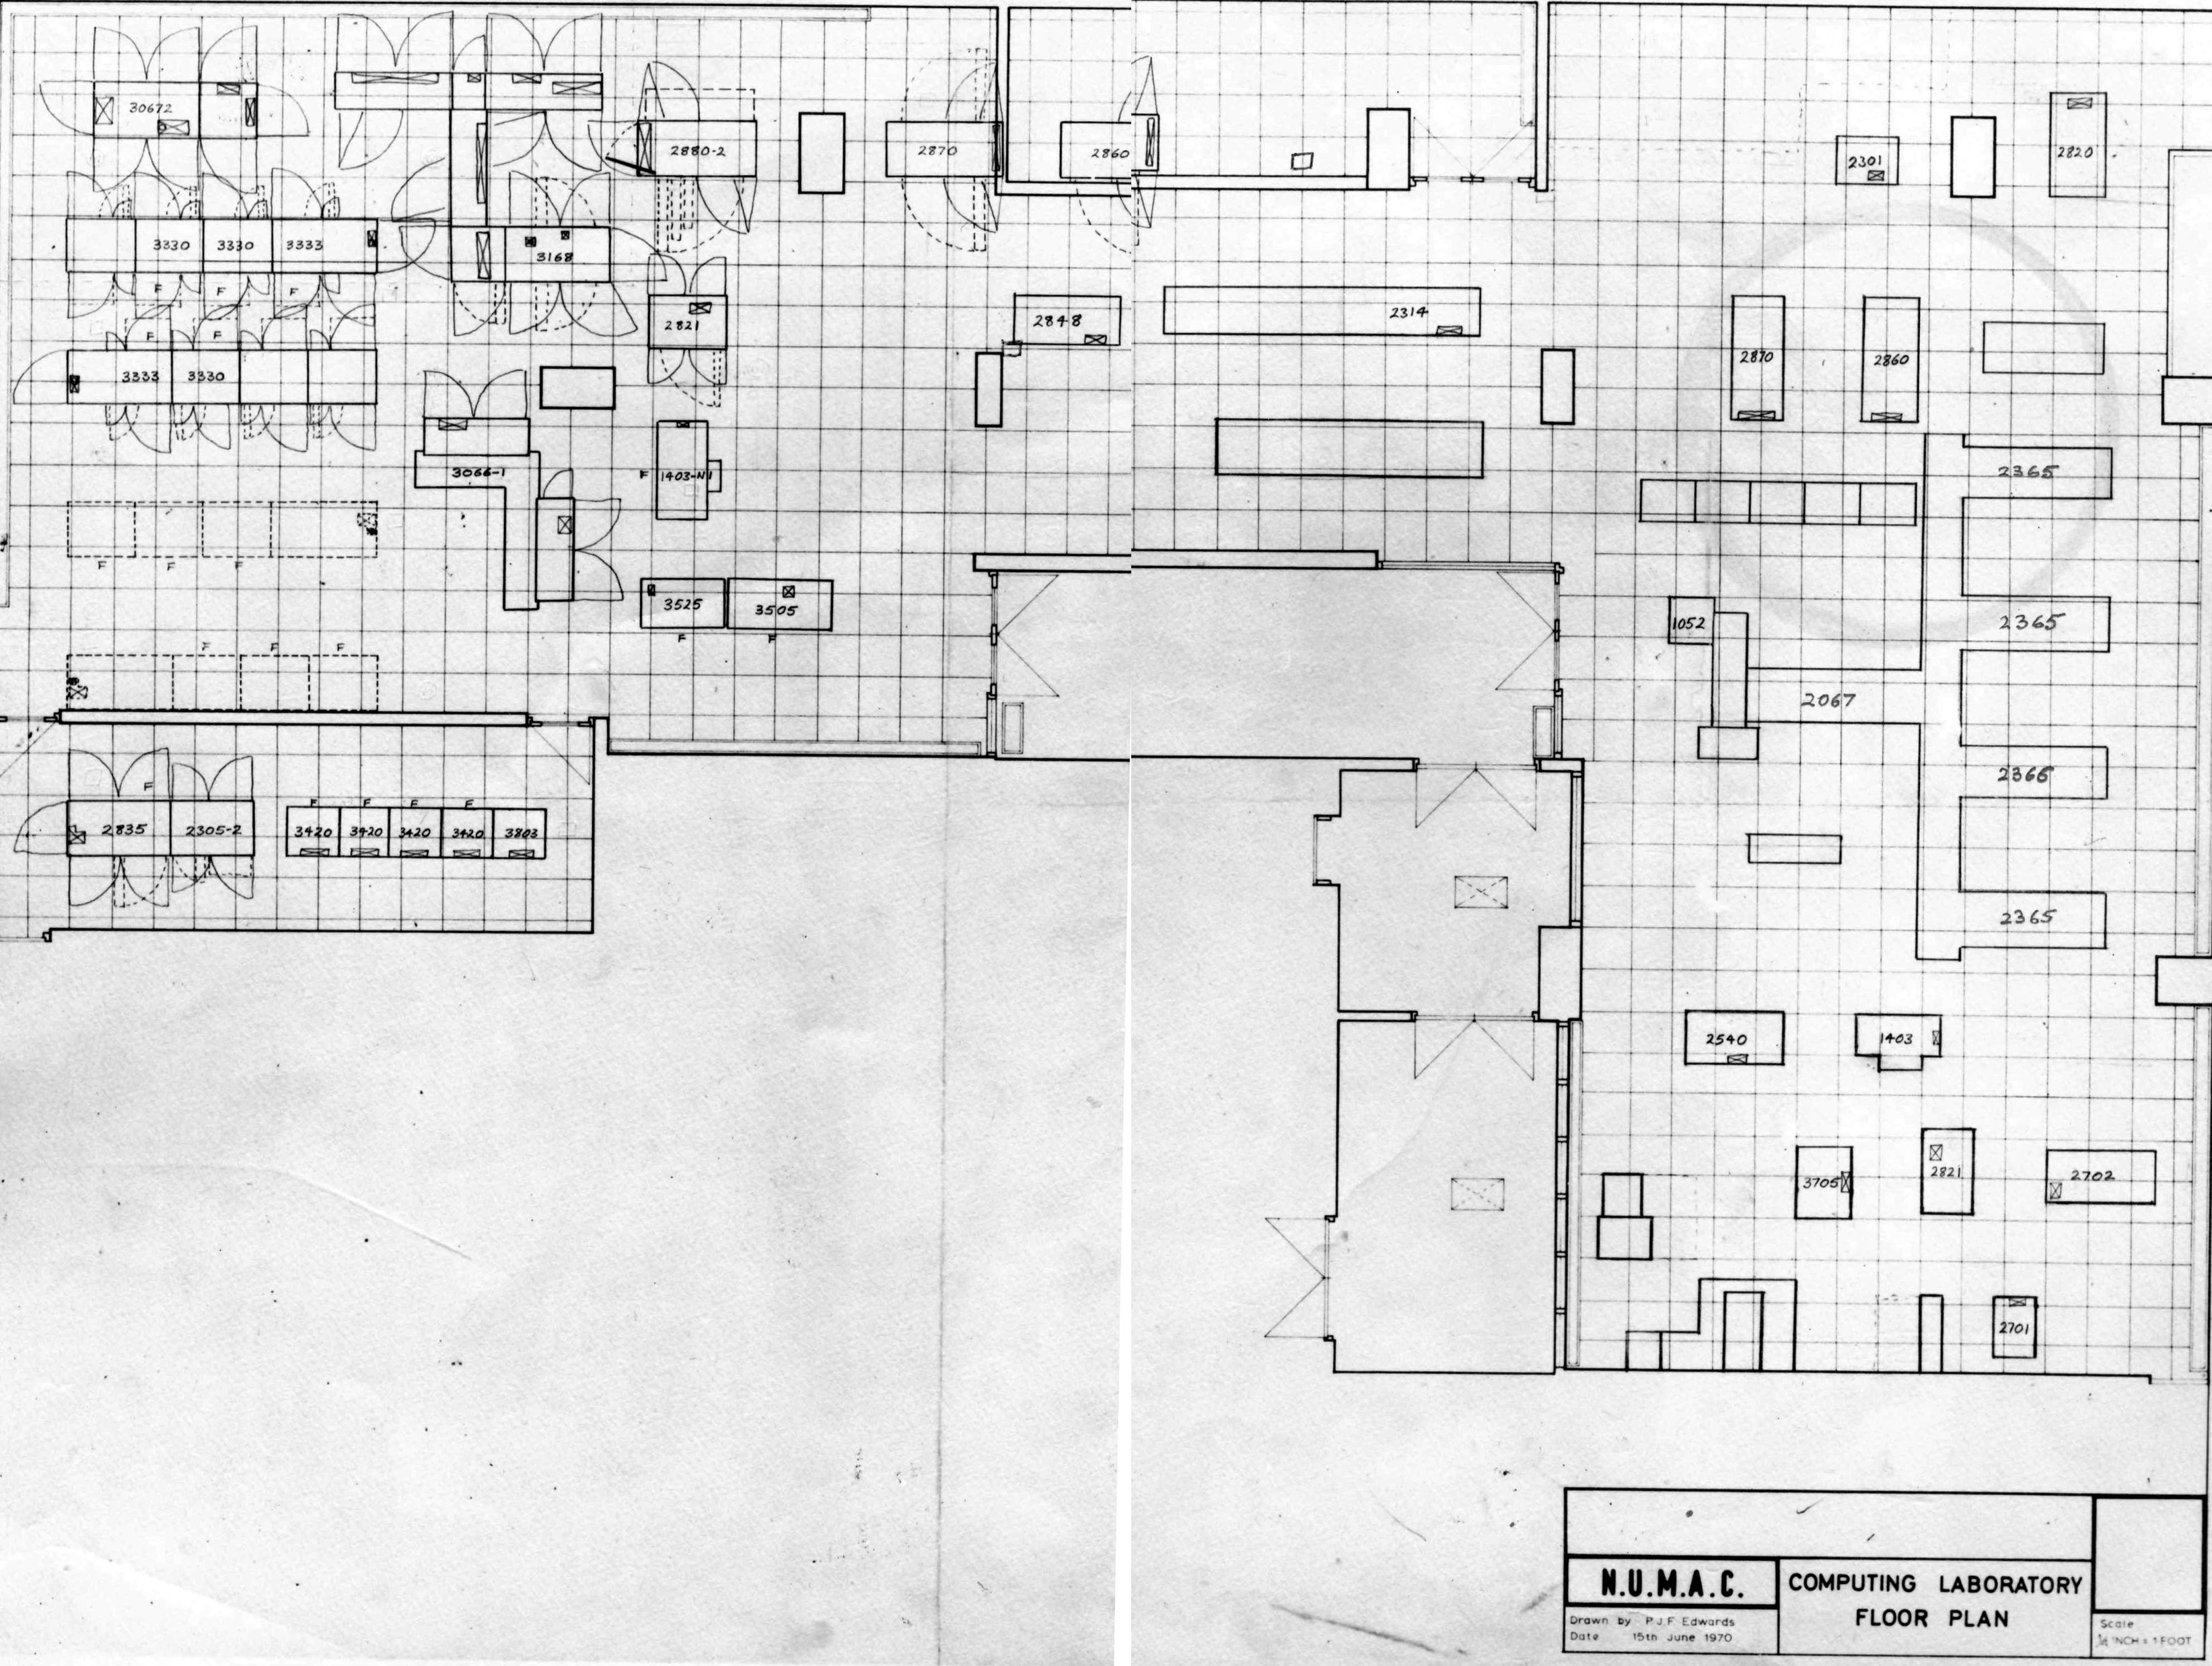 30672
2880-2
2870
2860
2301
2820
3330 3330 3333
3168
2821
2848
2314
2870
2860
3333 3330
3066-1
F 1403-N1
2365
F F F
F F
F F F
3525
3505
F F
1052
2365
F F F
2067
2366
F
2835
2305-2
F F F F
3420 3420 3420 3420 3803
2365
2540
1403
3705
2821
2702
2701
N.U.M.A.C.
COMPUTING LABORATORY
FLOOR PLAN
Drawn by P.J.F. Edwards
Date 15th June 1970
Scale
INCH = 1 FOOT